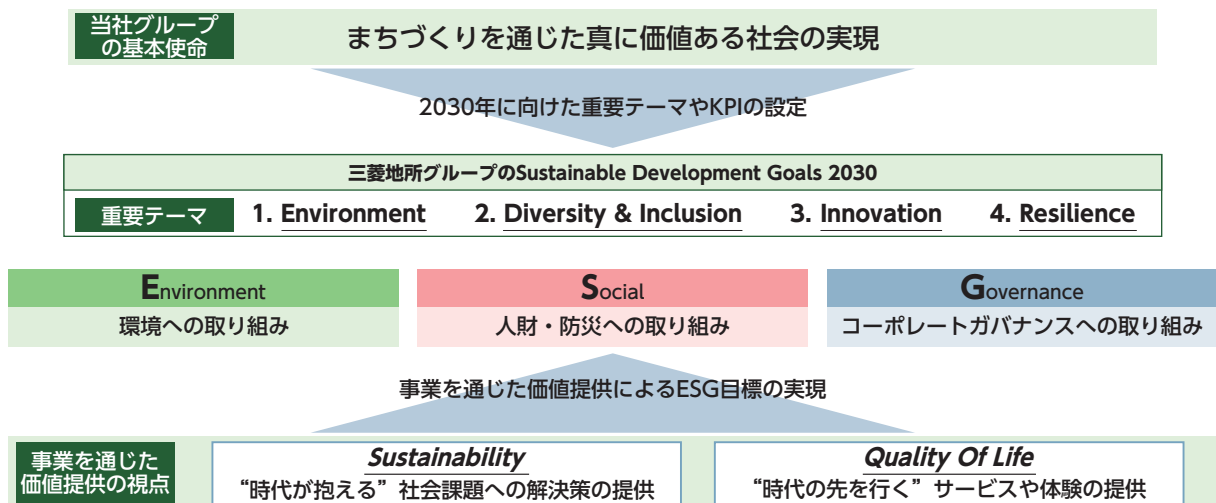 当社グループ
の基本使命
まちづくりを通じた真に価値ある社会の実現
2030年に向けた重要テーマやKPIの設定
三菱地所グループのSustainable Development Goals 2030
重要テーマ
1. Environment 2. Diversity & Inclusion 3. Innovation 4. Resilience
Environment
環境への取り組み
Social
人財・防災への取り組み
Governance
コーポレートガバナンスへの取り組み
事業を通じた価値提供によるESG目標の実現
事業を通じた
価値提供の視点
Sustainability
“時代が抱える”社会課題への解決策の提供
Quality Of Life
“時代の先を行く”サービスや体験の提供